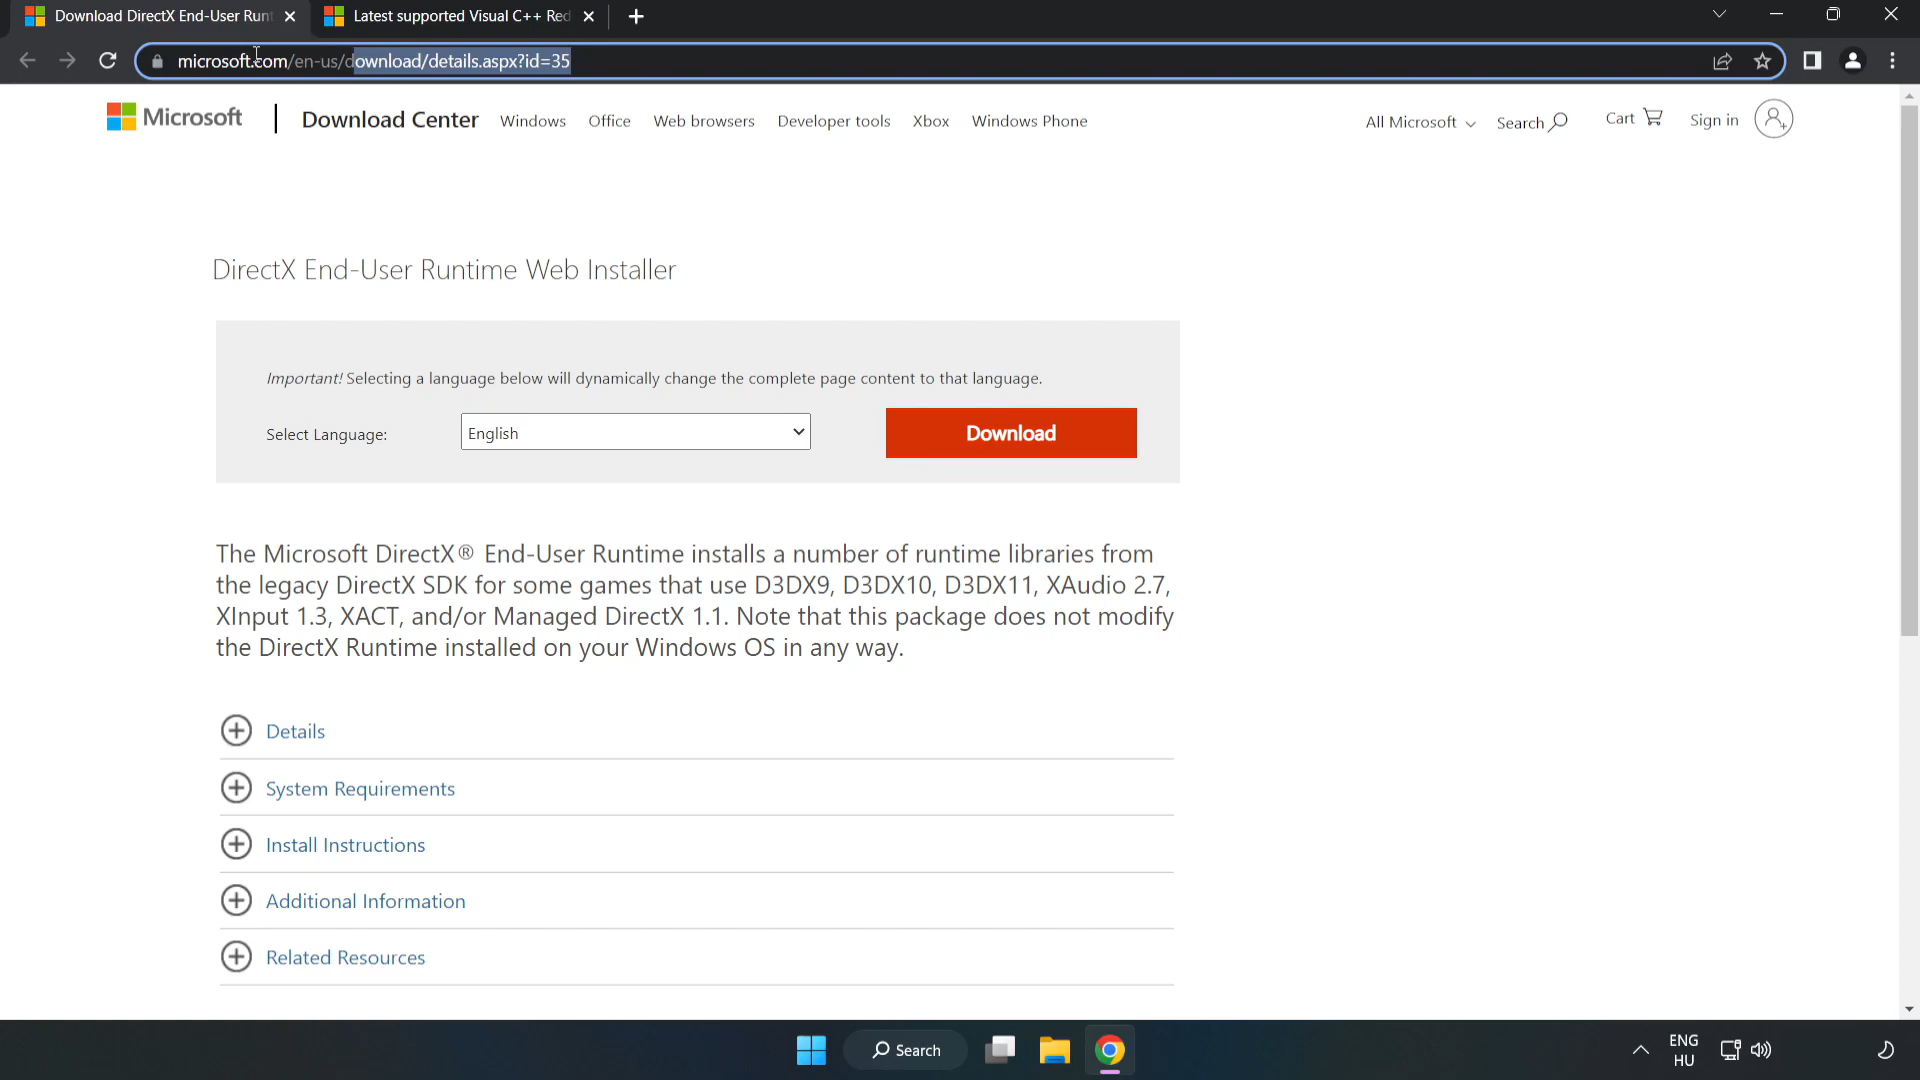 Download DirectX End-User Runt
Latest supported Visual C++ Red
microsoft.com/en-us/download/details.aspx?id=35
Microsoft
Download Center
Windows
Office
Web browsers
Developer tools
Xbox
Windows Phone
All Microsoft
Search
Cart
Sign in
DirectX End-User Runtime Web Installer
Important! Selecting a language below will dynamically change the complete page content to that language.
Select Language:
English
Download
The Microsoft DirectX® End-User Runtime installs a number of runtime libraries from
the legacy DirectX SDK for some games that use D3DX9, D3DX10, D3DX11, XAudio 2.7,
XInput 1.3, XACT, and/or Managed DirectX 1.1. Note that this package does not modify
the DirectX Runtime installed on your Windows OS in any way.
Details
System Requirements
Install Instructions
Additional Information
Related Resources
Search
ENG
HU